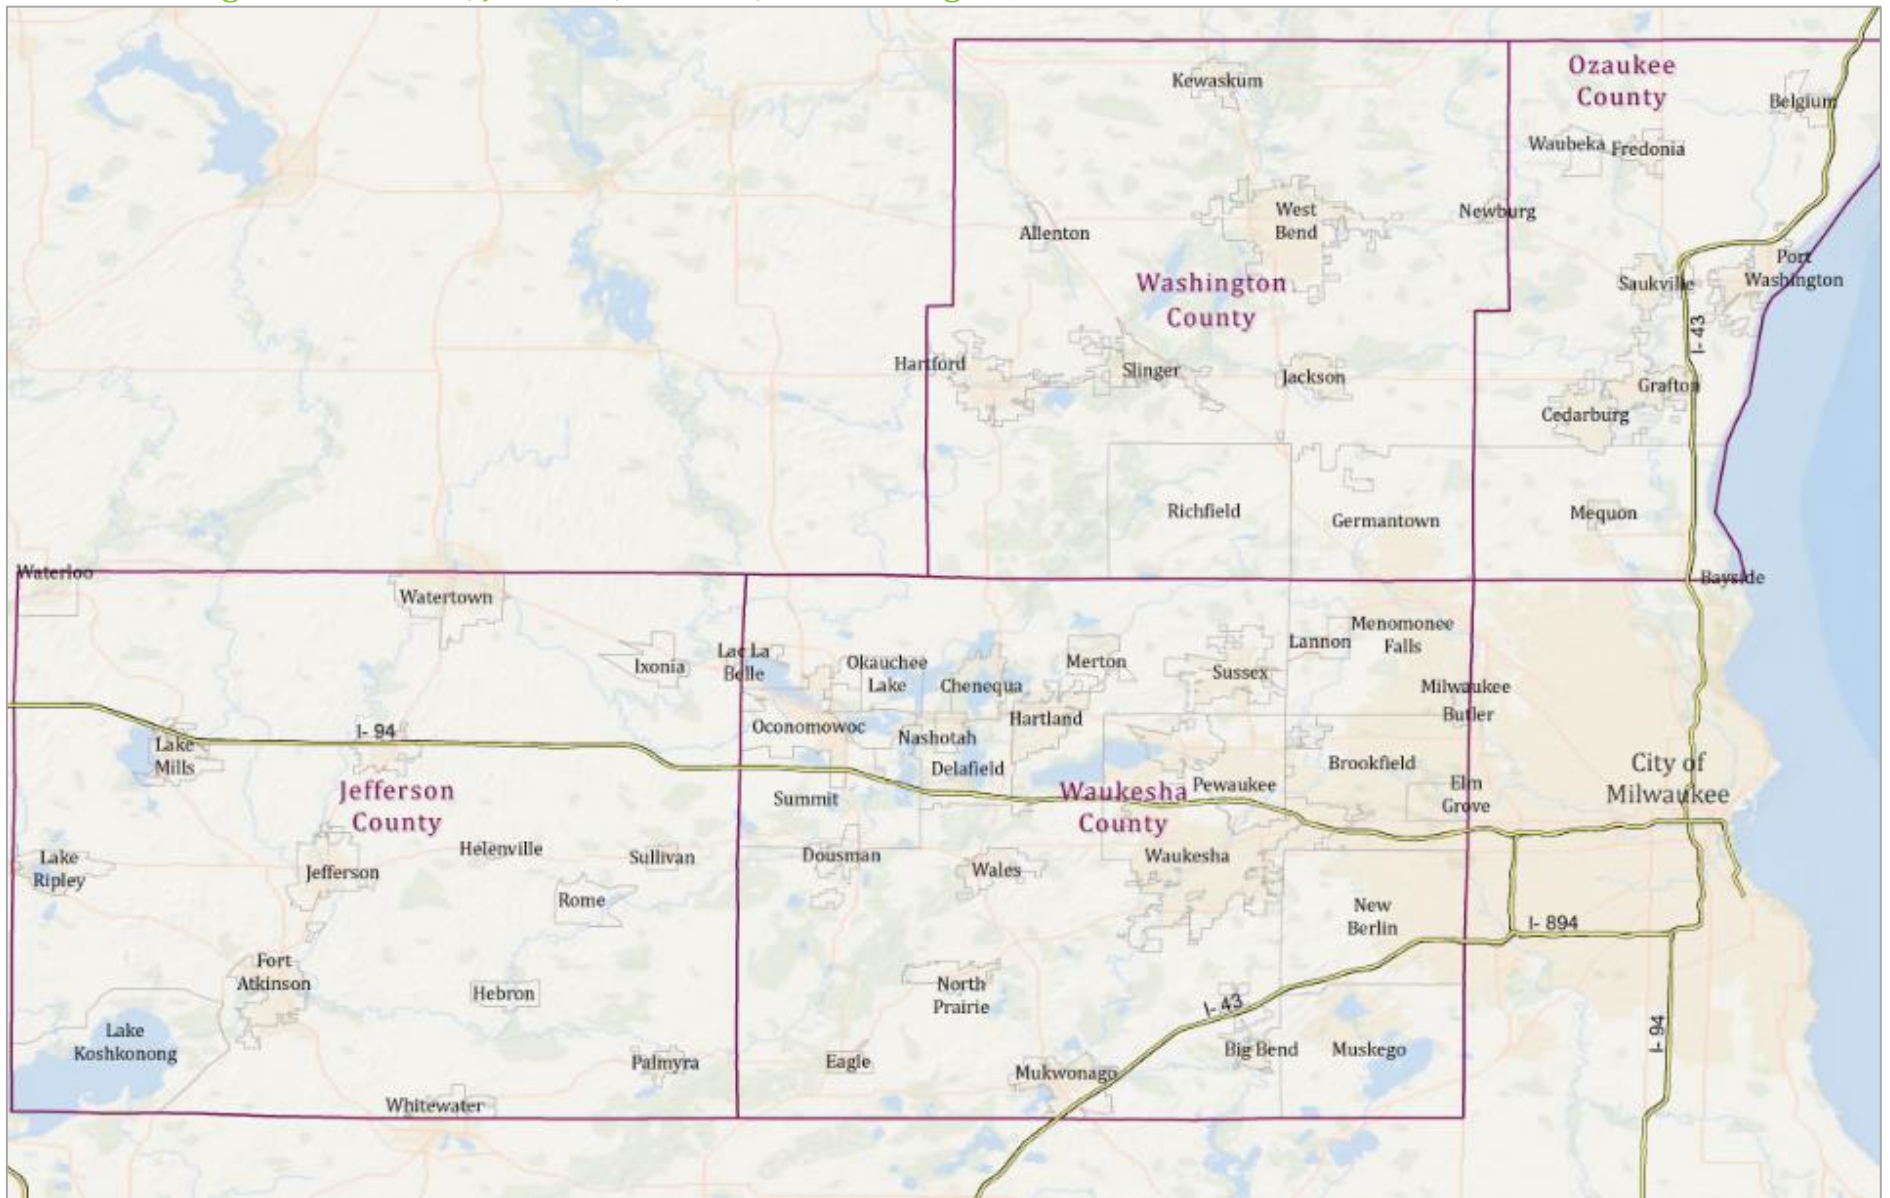 Kewaskum
Ozaukee
County
Belgium
Waubeka
Fredonia
West
Bend
Newburg
Allenton
Port
Washington
Saukville
Washington
County
I- 43
Hartford
Slinger
Jackson
Grafton
Cedarburg
Richfield
Germantown
Mequon
Waterloo
Bayside
Watertown
Menomonee
Falls
Lannon
Ixonia
Lac La
Belle
Okauchee
Lake
Chenequa
Merton
Sussex
Milwaukee
Butler
Hartland
Oconomowoc
Nashotah
I- 94
Lake
Mills
Delafield
Brookfield
City of
Milwaukee
Pewaukee
Elm
Grove
Jefferson
County
Summit
Waukesha
County
Helenville
Sullivan
Dousman
Waukesha
Lake
Ripley
Jefferson
Wales
Rome
New
Berlin
I- 894
Fort
Atkinson
Hebron
North
Prairie
I- 43
I- 94
Lake
Koshkonong
Palmyra
Eagle
Mukwonago
Big Bend
Muskego
Whitewater